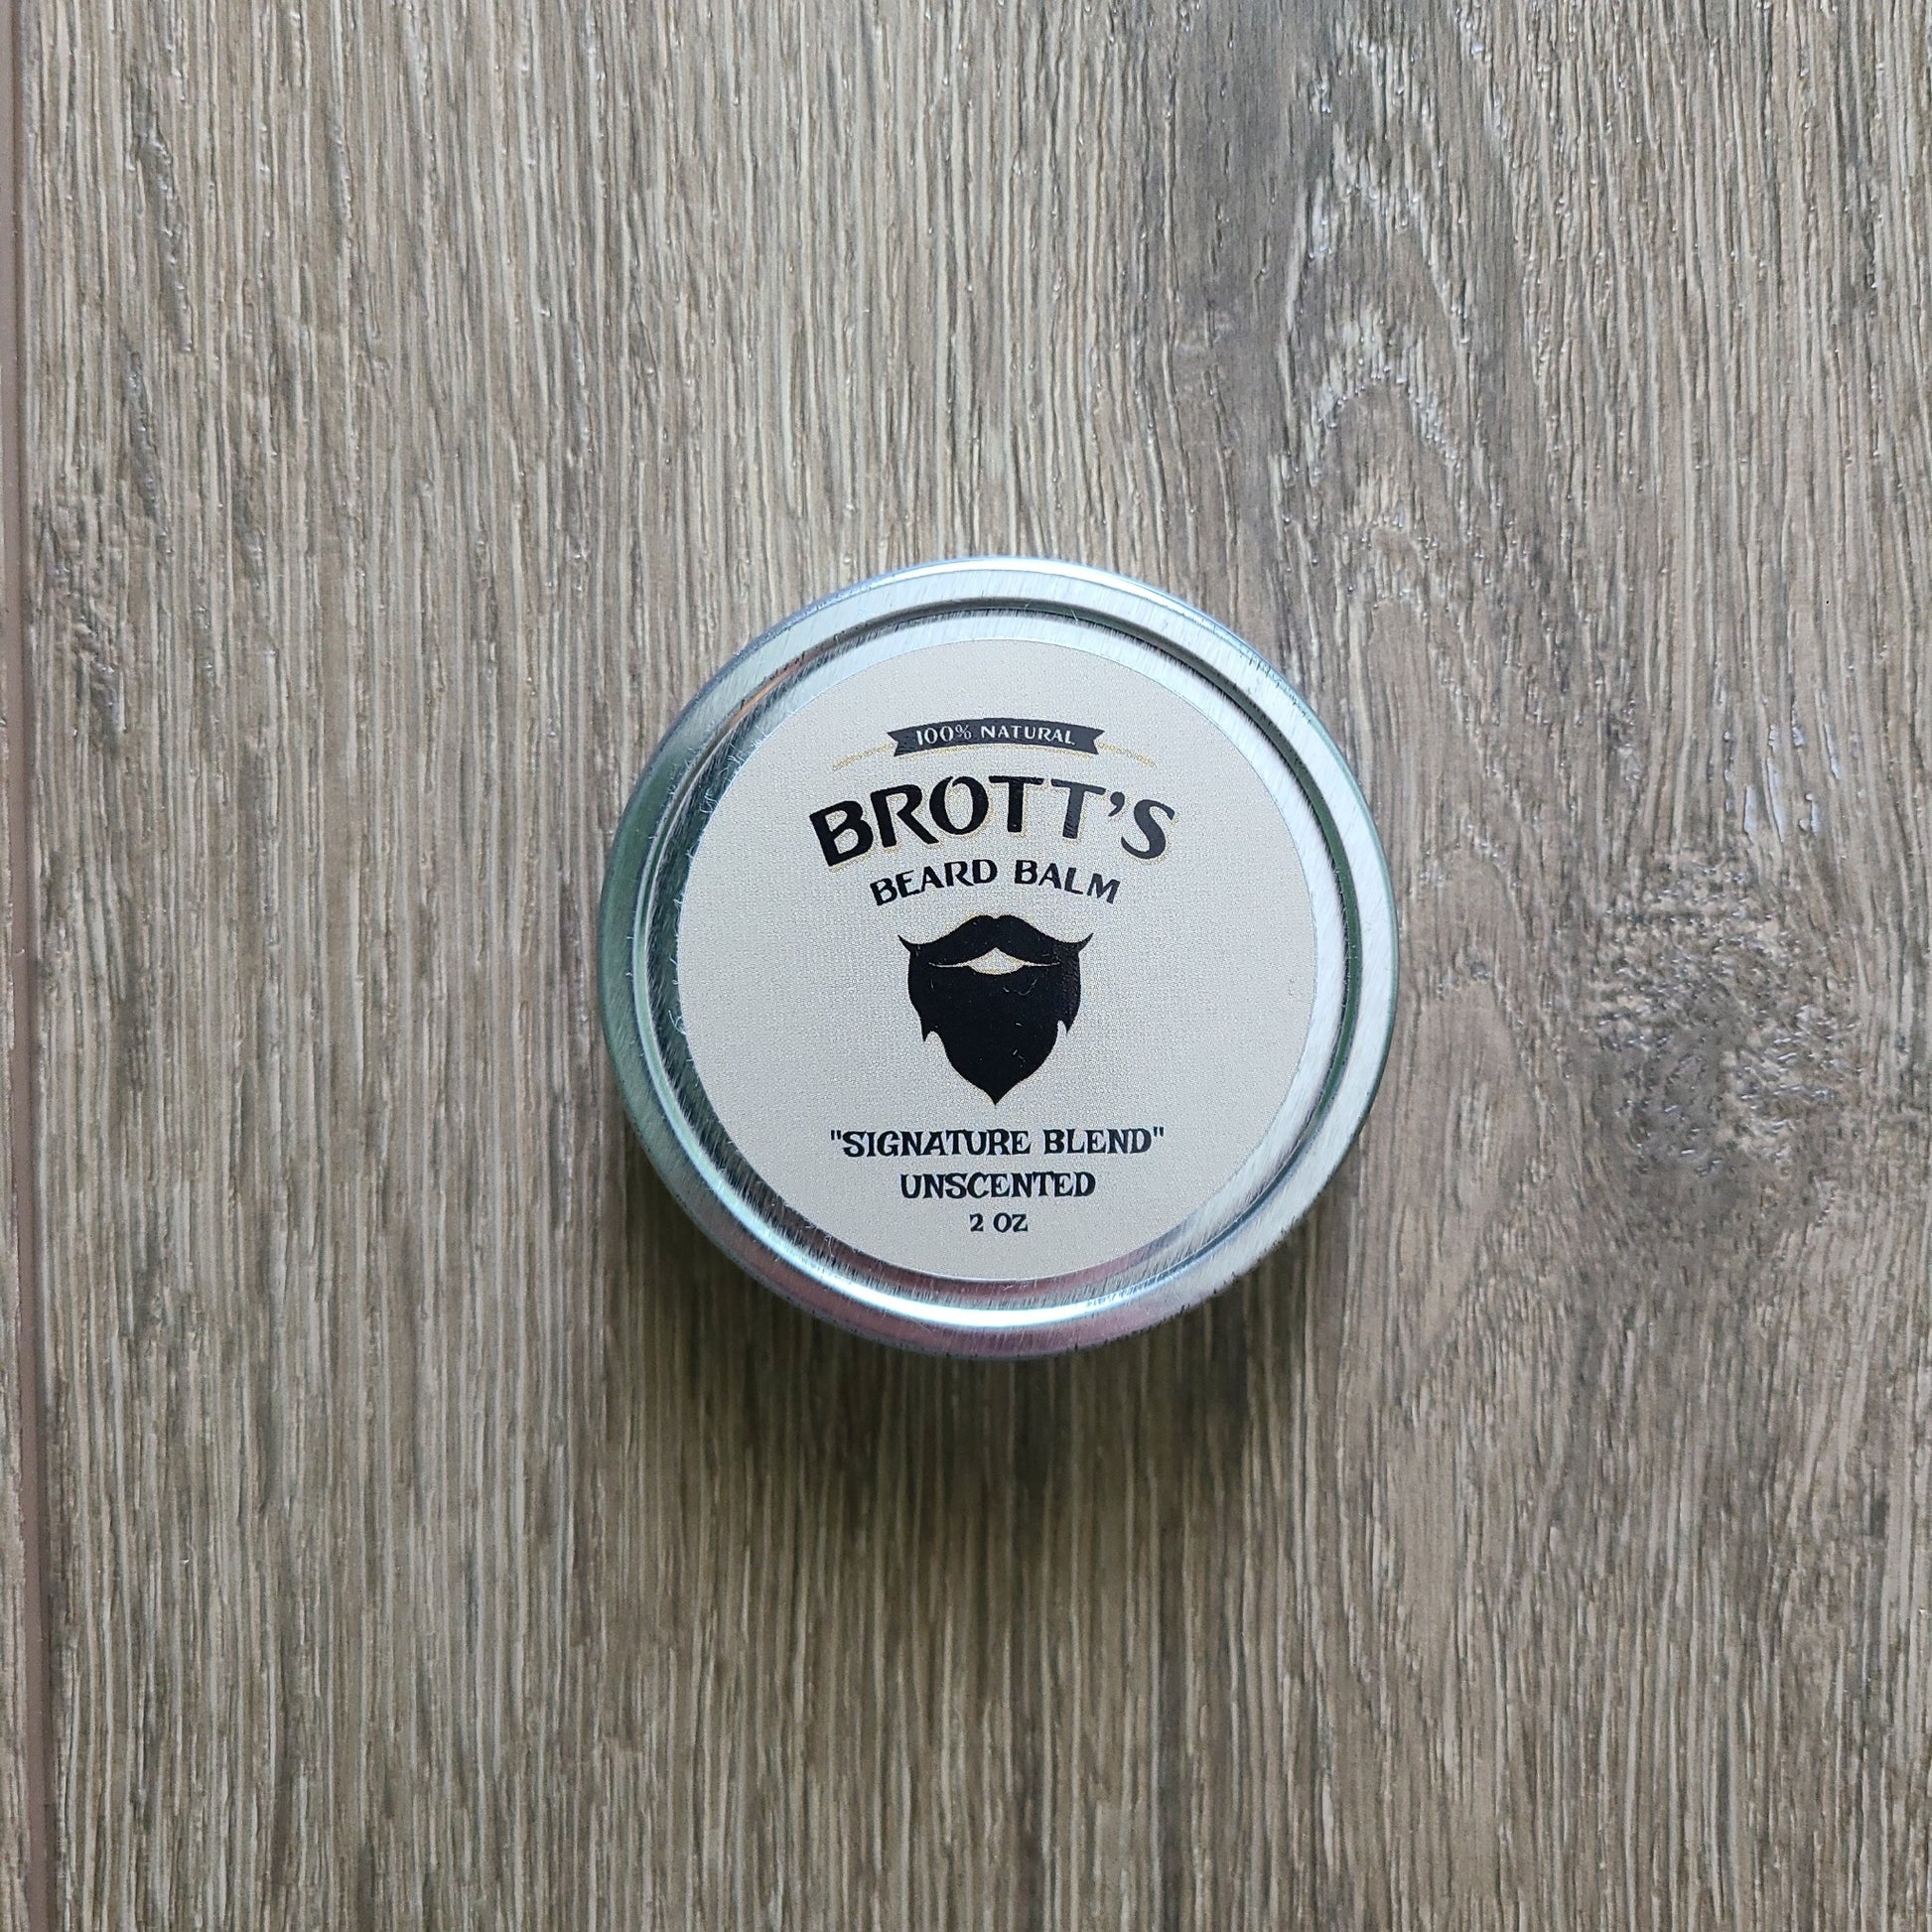 100% NATURAL
BROTT'S
BEARD BALM
"SIGNATURE BLEND"
UNSCENTED
2 OZ